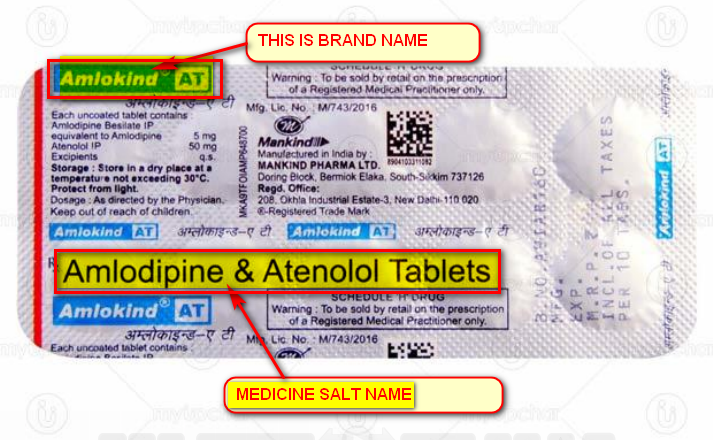 THIS IS BRAND NAME
Amlokind® AT
अम्लोकाइन्ड-ए टी
Each uncoated tablet contains :
Amlodipine Besilate IP
equivalent to Amlodipine 5 mg
Atenolol IP 50 mg
Excipients q.s.
Storage : Store in a dry place at a
temperature not exceeding 30°C.
Protect from light.
Dosage : As directed by the Physician.
Keep out of reach of children.
SCHEDULE 'H' DRUG
Warning : To be sold by retail on the prescription
of a Registered Medical Practitioner only.
Mfg. Lic. No. : M/743/2016
Mankind
Manufactured in India by :
MANKIND PHARMA LTD.
Doring Block, Bermiok Elaka, South-Sikkim 737126
Regd. Office:
208, Okhla Industrial Estate-3, New Delhi-110 020
®-Registered Trade Mark
8904103311082
Amlokind AT अम्लोकाइन्ड-ए टी Amlokind AT अम्लोकाइन्ड-ए टी
Amlodipine & Atenolol Tablets
Amlokind® AT
अम्लोकाइन्ड-ए टी
Each uncoated tablet contains :
SCHEDULE 'H' DRUG
Warning : To be sold by retail on the prescription
of a Registered Medical Practitioner only.
Mfg. Lic. No. : M/743/2016
Amlokind AT
EXP.
M.R.P.
INCL. OF ALL TAXES
PER 10 TABS.
MEDICINE SALT NAME